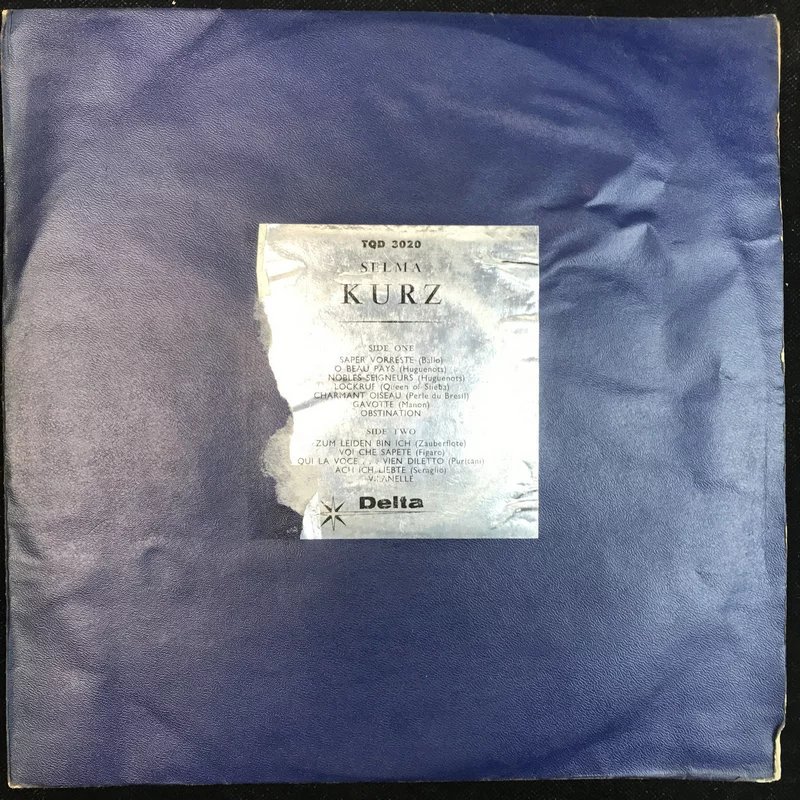 TQD 3020
SELMA
KURZ
SIDE ONE
SAPER VORRESTE (Ballo)
O BEAU PAYS (Huguenots)
NOBLES SEIGNEURS (Huguenots)
LOCKRUF (Queen of Sheba)
CHARMANT OISEAU (Perle du Bresil)
GAVOTTE (Manon)
OBSTINATION
SIDE TWO
ZUM LEIDEN BIN ICH (Zauberflote)
VOI CHE SAPETE (Figaro)
QUI LA VOCE . . . VIEN DILETTO (Puritani)
ACH ICH LIEBTE (Seraglio)
VILANELLE
Delta